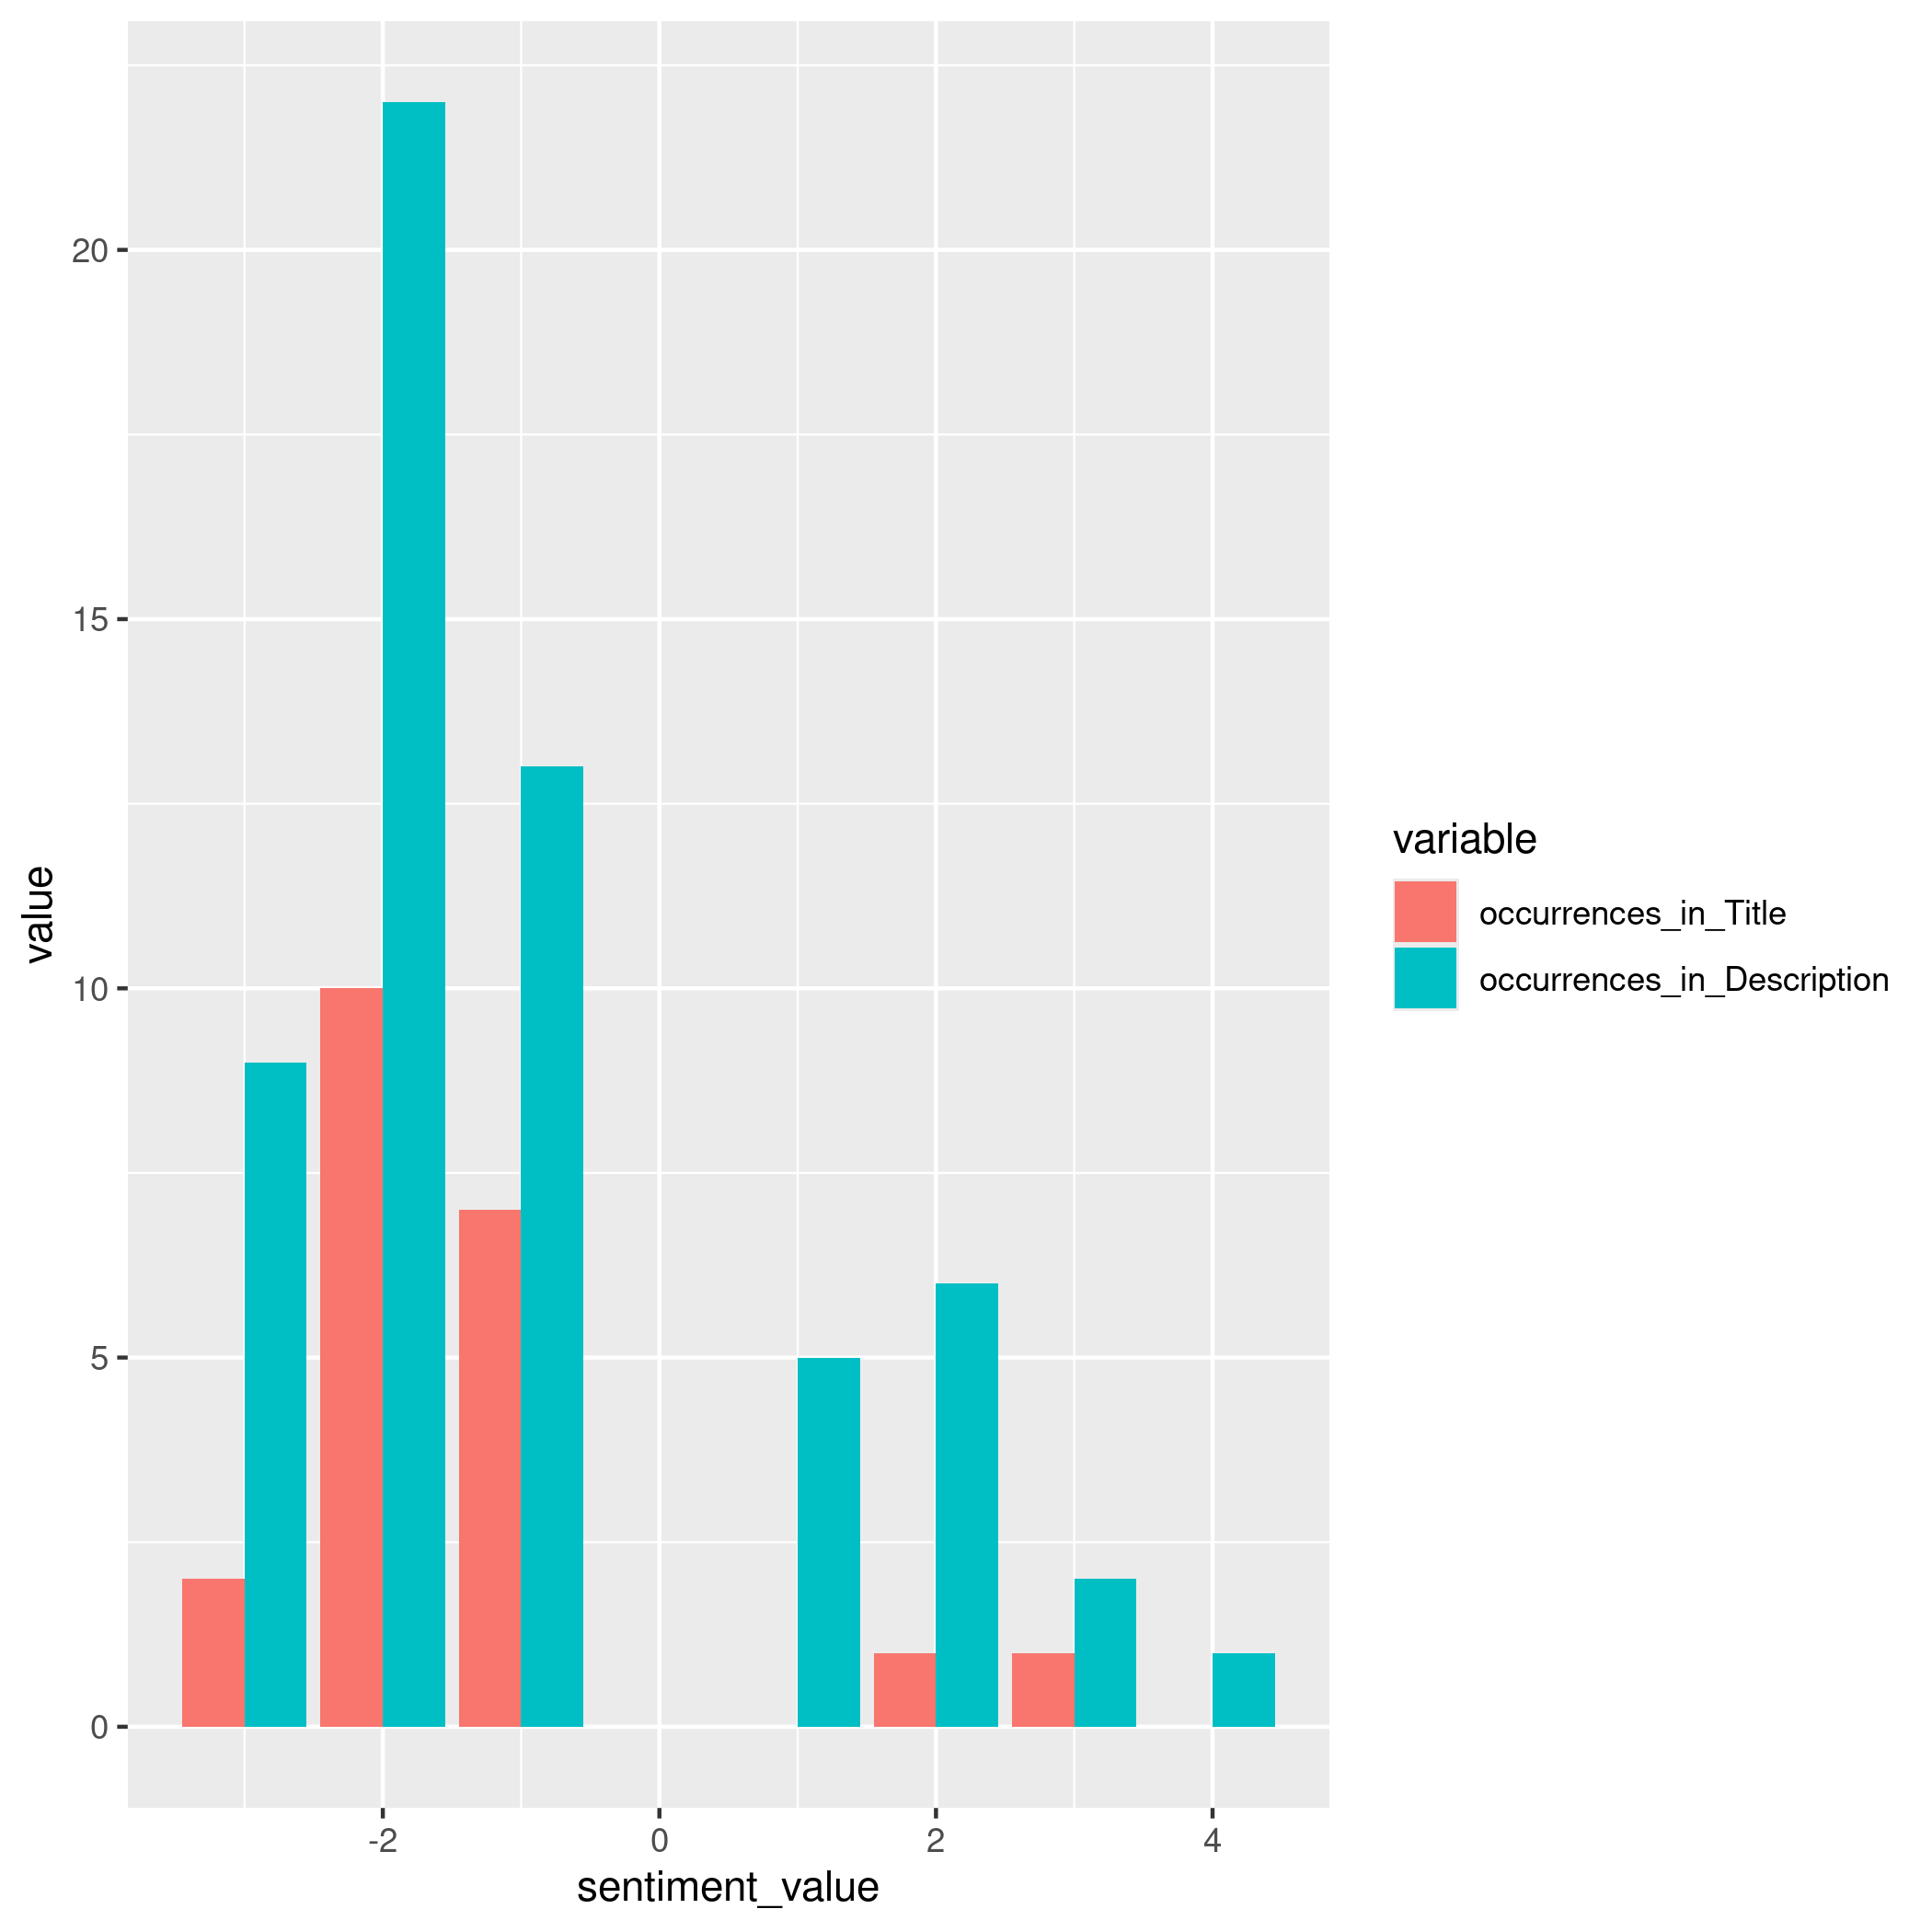 20
15
10
5
0
value
-2 0 2 4
sentiment_value
variable
occurrences_in_Title
occurrences_in_Description